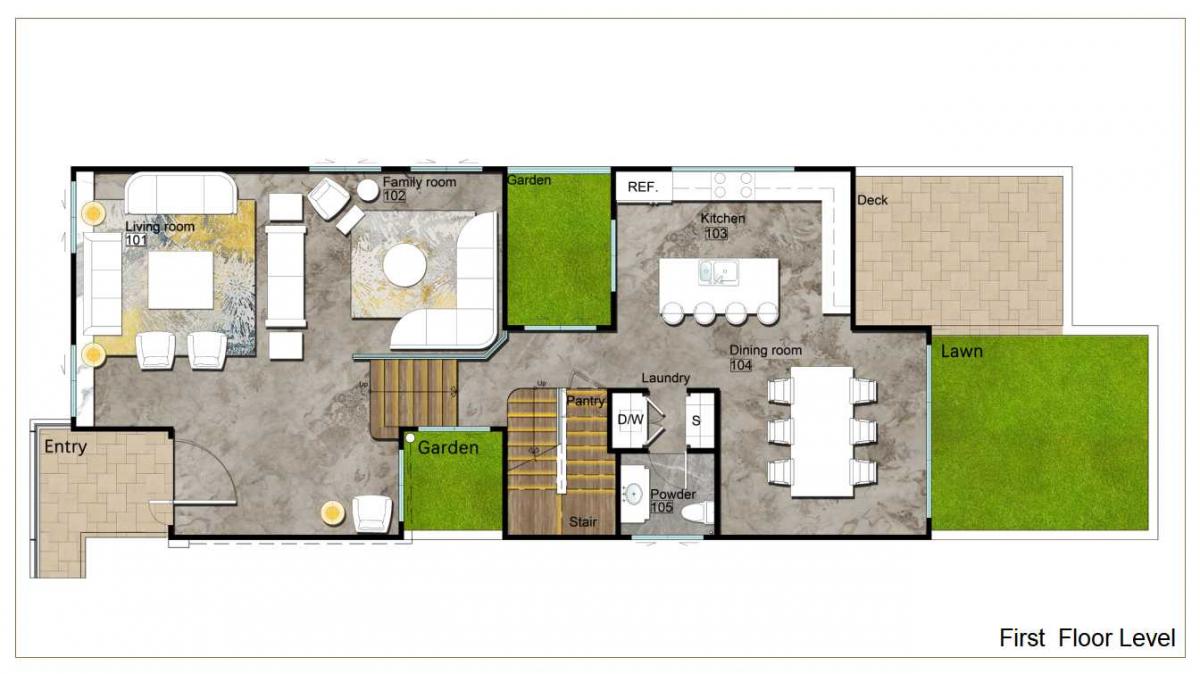 Family room
102
Garden
REF.
Living room
101
Kitchen
103
Deck
Dining room
104
Lawn
Laundry
Up
Up
Pantry
D/W
S
Entry
Garden
Powder
105
Stair
First Floor Level